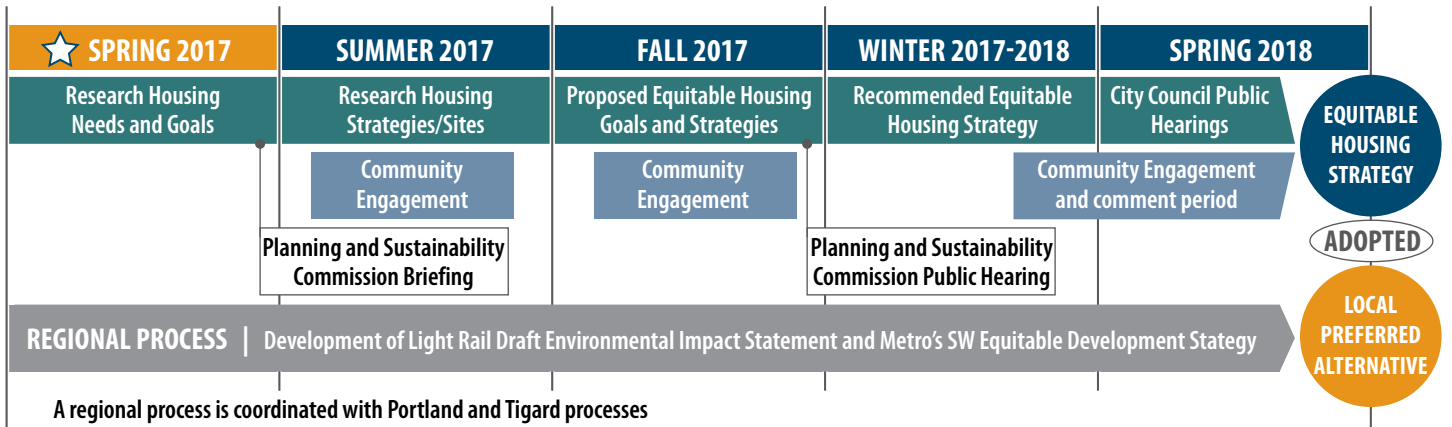 SPRING 2017
SUMMER 2017
FALL 2017
WINTER 2017-2018
SPRING 2018
Research Housing
Needs and Goals
Research Housing
Strategies/Sites
Proposed Equitable Housing
Goals and Strategies
Recommended Equitable
Housing Strategy
City Council Public
Hearings
EQUITABLE
HOUSING
STRATEGY
Community
Engagement
Community
Engagement
Community Engagement
and comment period
Planning and Sustainability
Commission Briefing
Planning and Sustainability
Commission Public Hearing
ADOPTED
REGIONAL PROCESS | Development of Light Rail Draft Environmental Impact Statement and Metro's SW Equitable Development Stategy
LOCAL
PREFERRED
ALTERNATIVE
A regional process is coordinated with Portland and Tigard processes